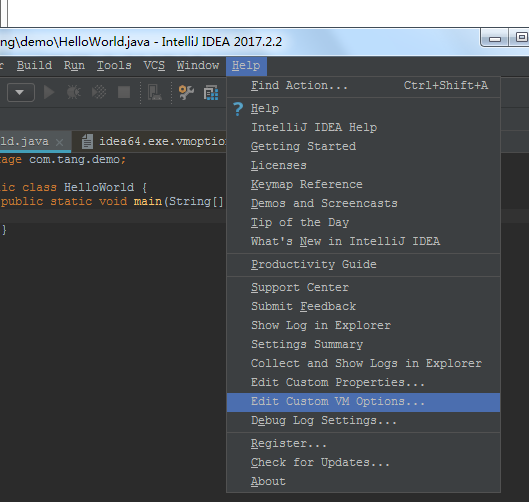 ng\demo\HelloWorld.java - IntelliJ IDEA 2017.2.2
r Build Run Tools VCS Window Help
Find Action... Ctrl+Shift+A
? Help
IntelliJ IDEA Help
Getting Started
Licenses
Keymap Reference
Demos and Screencasts
Tip of the Day
What's New in IntelliJ IDEA
Productivity Guide
Support Center
Submit Feedback
Show Log in Explorer
Settings Summary
Collect and Show Logs in Explorer
Edit Custom Properties...
Edit Custom VM Options...
Debug Log Settings...
Register...
Check for Updates...
About
ld.java × idea64.exe.vmoption
age com.tang.demo;
ic class HelloWorld {
public static void main(String[]
}